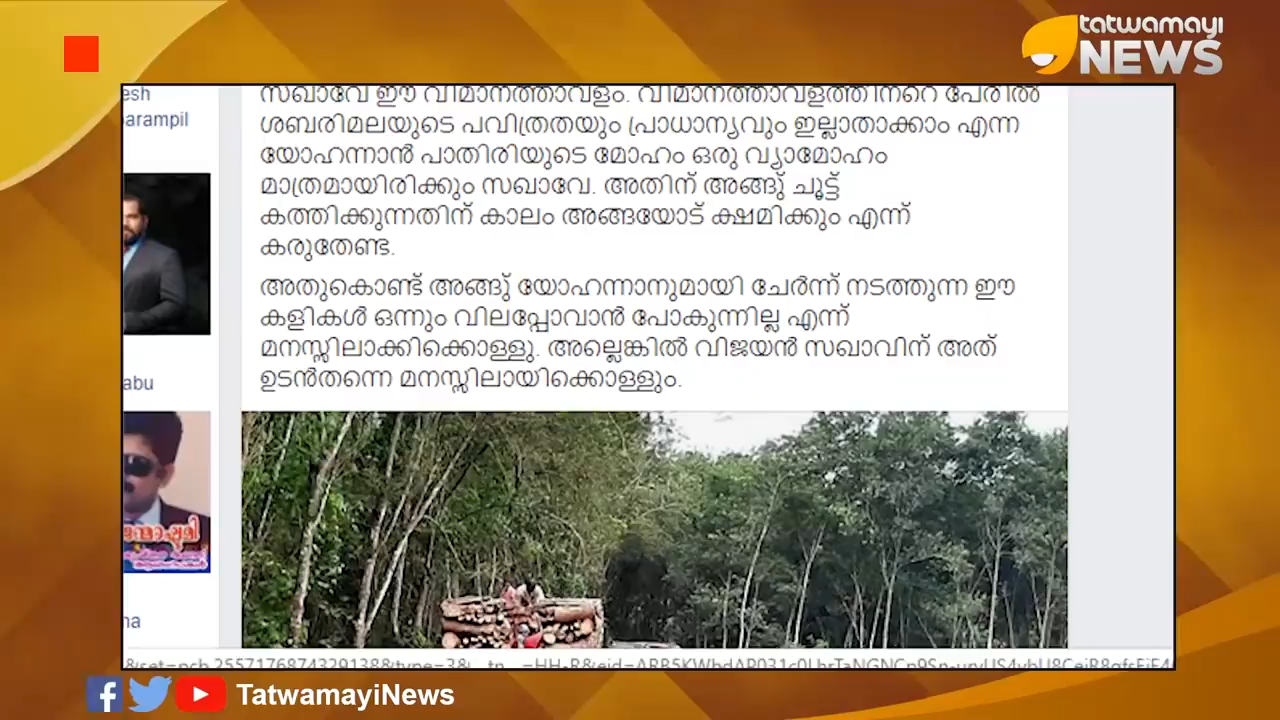 tatwamayi
NEWS
esh
arampil
സഖാവേ ഈ വിമാനത്താവളം. വിമാനത്താവളത്തിന്റെ പേരിൽ
ശബരിമലയുടെ പവിത്രതയും പ്രാധാന്യവും ഇല്ലാതാക്കാം എന്ന
യോഹന്നാൻ പാതിരിയുടെ മോഹം ഒരു വ്യാമോഹം
മാത്രമായിരിക്കും സഖാവേ. അതിന് അങ്ങു് ചൂട്ട്
കത്തിക്കുന്നതിന് കാലം അങ്ങയോട് ക്ഷമിക്കും എന്ന്
കരുതേണ്ട.
അതുകൊണ്ട് അങ്ങു് യോഹന്നാനുമായി ചേർന്ന് നടത്തുന്ന ഈ
കളികൾ ഒന്നും വിലപ്പോവാൻ പോകുന്നില്ല എന്ന്
മനസ്സിലാക്കിക്കൊള്ളു. അല്ലെങ്കിൽ വിജയൻ സഖാവിന് അത്
ഉടൻതന്നെ മനസ്സിലായിക്കൊള്ളും.
abu
na
TatwamayiNews